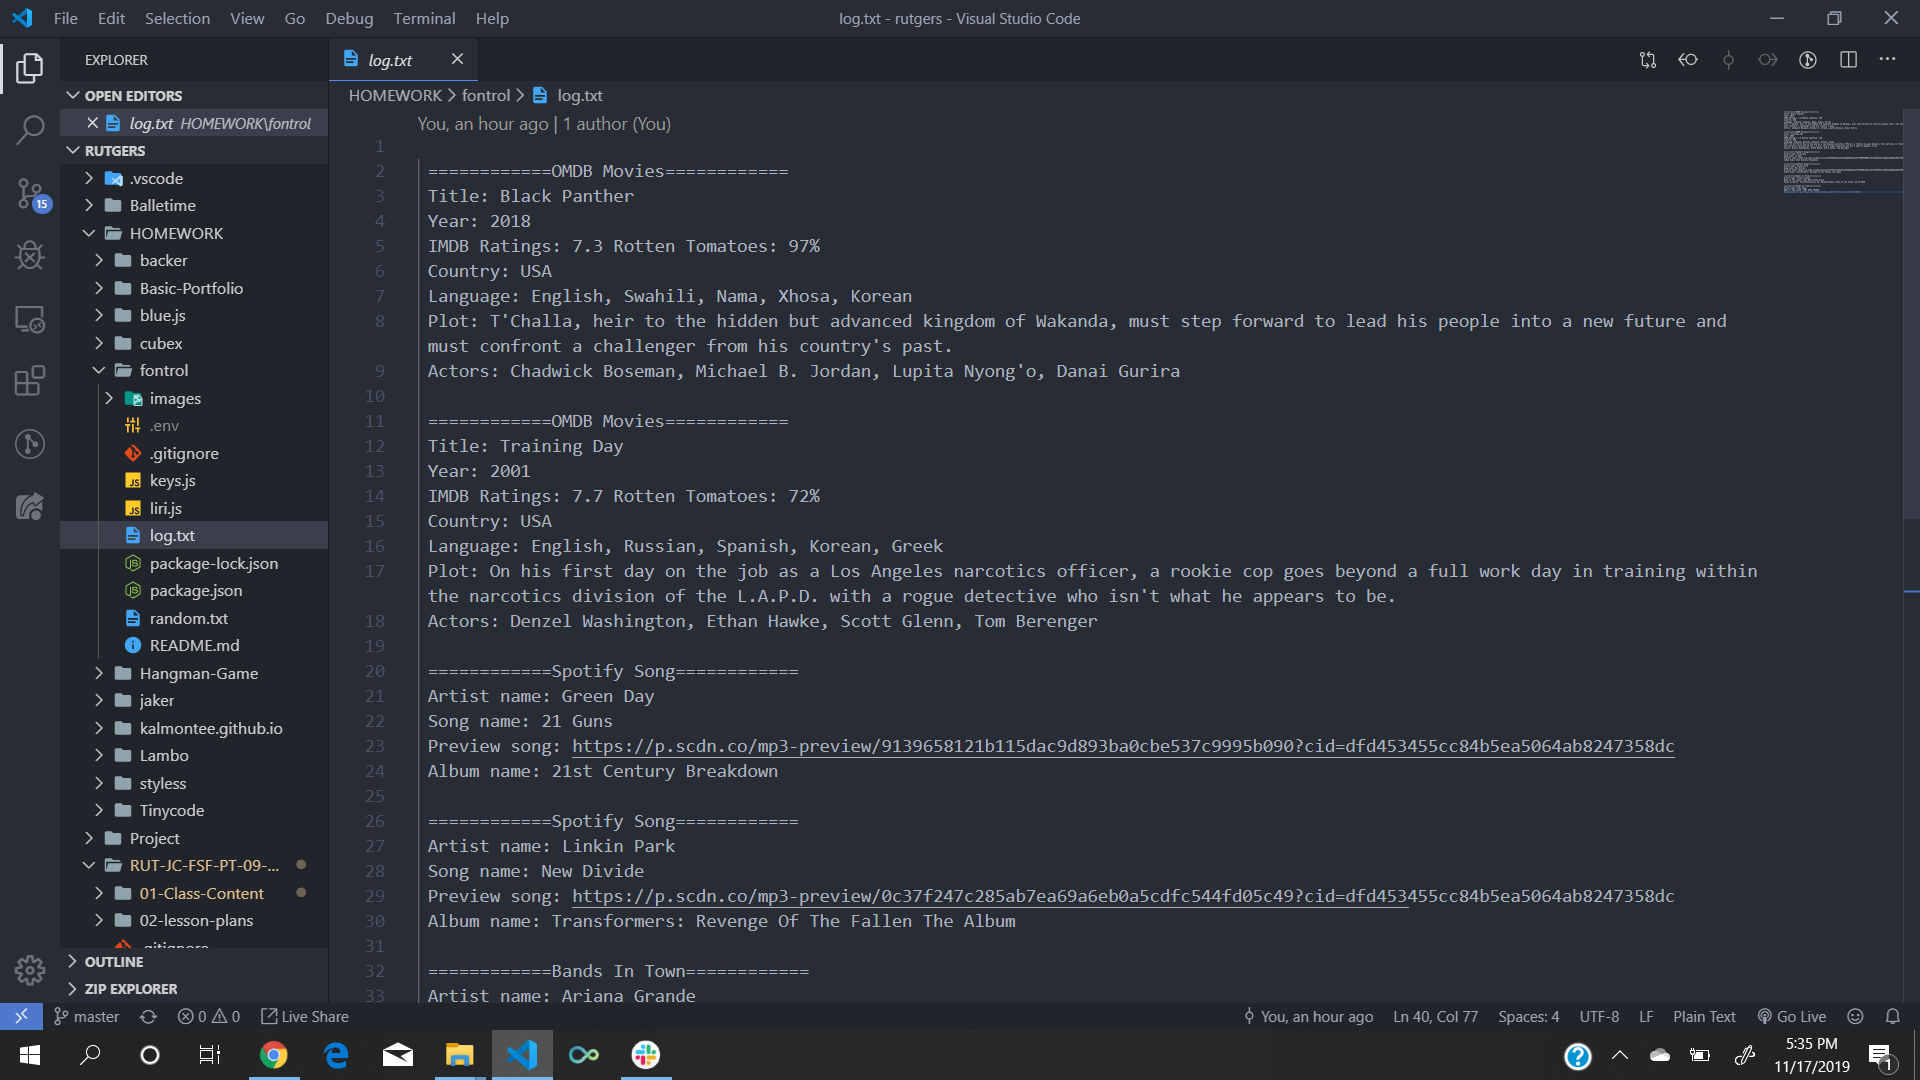 File Edit Selection View Go Debug Terminal Help
log.txt - rutgers - Visual Studio Code
EXPLORER
OPEN EDITORS
log.txt HOMEWORK\fontrol
RUTGERS
.vscode
Balletime
HOMEWORK
backer
Basic-Portfolio
blue.js
cubex
fontrol
images
.env
.gitignore
keys.js
liri.js
log.txt
package-lock.json
package.json
random.txt
README.md
Hangman-Game
jaker
kalmontee.github.io
Lambo
styless
Tinycode
Project
RUT-JC-FSF-PT-09-...
01-Class-Content
02-lesson-plans
.gitignore
OUTLINE
ZIP EXPLORER
15
log.txt
HOMEWORK > fontrol > log.txt
You, an hour ago | 1 author (You)
1
2 ============OMDB Movies============
3 Title: Black Panther
4 Year: 2018
5 IMDB Ratings: 7.3 Rotten Tomatoes: 97%
6 Country: USA
7 Language: English, Swahili, Nama, Xhosa, Korean
8 Plot: T'Challa, heir to the hidden but advanced kingdom of Wakanda, must step forward to lead his people into a new future and
must confront a challenger from his country's past.
9 Actors: Chadwick Boseman, Michael B. Jordan, Lupita Nyong'o, Danai Gurira
10
11 ============OMDB Movies============
12 Title: Training Day
13 Year: 2001
14 IMDB Ratings: 7.7 Rotten Tomatoes: 72%
15 Country: USA
16 Language: English, Russian, Spanish, Korean, Greek
17 Plot: On his first day on the job as a Los Angeles narcotics officer, a rookie cop goes beyond a full work day in training within
the narcotics division of the L.A.P.D. with a rogue detective who isn't what he appears to be.
18 Actors: Denzel Washington, Ethan Hawke, Scott Glenn, Tom Berenger
19
20 ============Spotify Song============
21 Artist name: Green Day
22 Song name: 21 Guns
23 Preview song: https://p.scdn.co/mp3-preview/9139658121b115dac9d893ba0cbe537c9995b090?cid=dfd453455cc84b5ea5064ab8247358dc
24 Album name: 21st Century Breakdown
25
26 ============Spotify Song============
27 Artist name: Linkin Park
28 Song name: New Divide
29 Preview song: https://p.scdn.co/mp3-preview/0c37f247c285ab7ea69a6eb0a5cdfc544fd05c49?cid=dfd453455cc84b5ea5064ab8247358dc
30 Album name: Transformers: Revenge Of The Fallen The Album
31
32 ============Bands In Town============
33 Artist name: Ariana Grande
master 0 0 Live Share
You, an hour ago Ln 40, Col 77 Spaces: 4 UTF-8 LF Plain Text Go Live
5:35 PM
11/17/2019
1